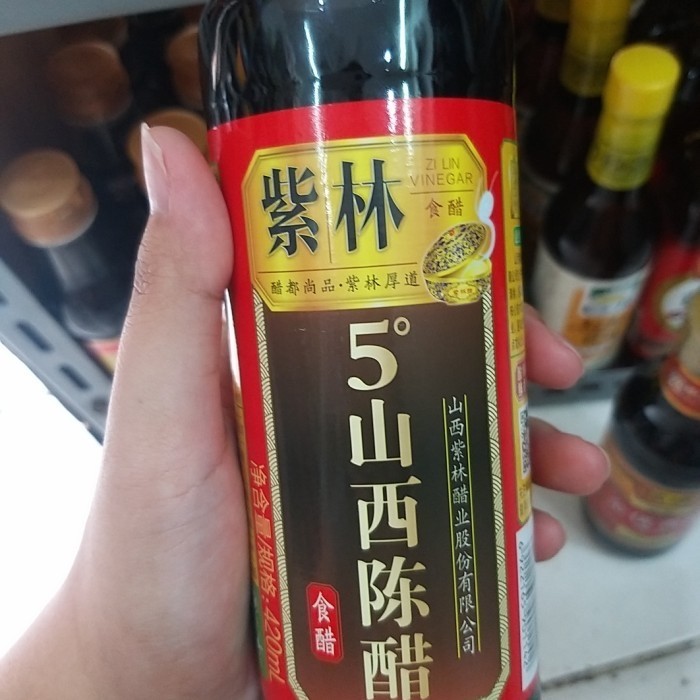 紫林
ZI LIN
VINEGAR
食醋
醋都尚品·紫林厚道
5°山西陈醋
山西紫林醋业股份有限公司
食醋
净含量/规格:420mL